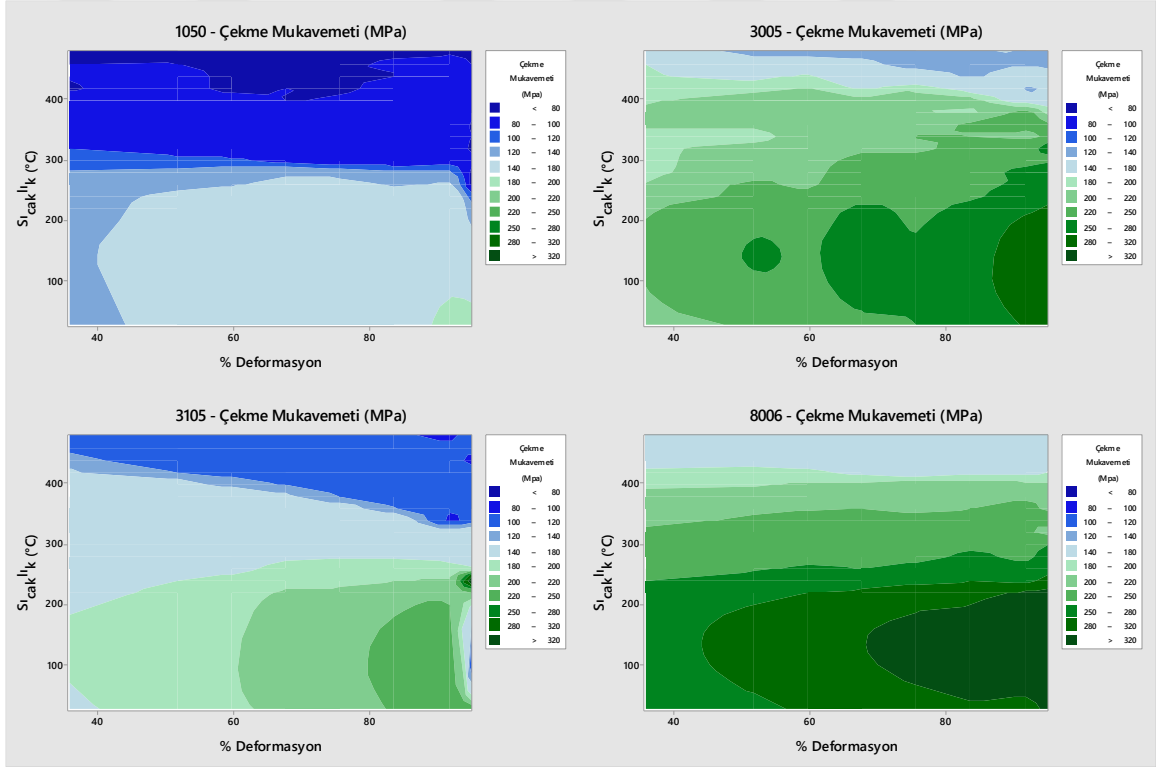 1050 - Çekme Mukavemeti (MPa)
Çekme
Mukavemeti
(Mpa)
< 80
80 – 100
100 – 120
120 – 140
140 – 180
180 – 200
200 – 220
220 – 250
250 – 280
280 – 320
> 320
400
300
200
100
Sıcaklık (°C)
40 60 80
% Deformasyon
3005 - Çekme Mukavemeti (MPa)
Çekme
Mukavemeti
(Mpa)
< 80
80 – 100
100 – 120
120 – 140
140 – 180
180 – 200
200 – 220
220 – 250
250 – 280
280 – 320
> 320
400
300
200
100
Sıcaklık (°C)
40 60 80
% Deformasyon
3105 - Çekme Mukavemeti (MPa)
Çekme
Mukavemeti
(Mpa)
< 80
80 – 100
100 – 120
120 – 140
140 – 180
180 – 200
200 – 220
220 – 250
250 – 280
280 – 320
> 320
400
300
200
100
Sıcaklık (°C)
40 60 80
% Deformasyon
8006 - Çekme Mukavemeti (MPa)
Çekme
Mukavemeti
(Mpa)
< 80
80 – 100
100 – 120
120 – 140
140 – 180
180 – 200
200 – 220
220 – 250
250 – 280
280 – 320
> 320
400
300
200
100
Sıcaklık (°C)
40 60 80
% Deformasyon